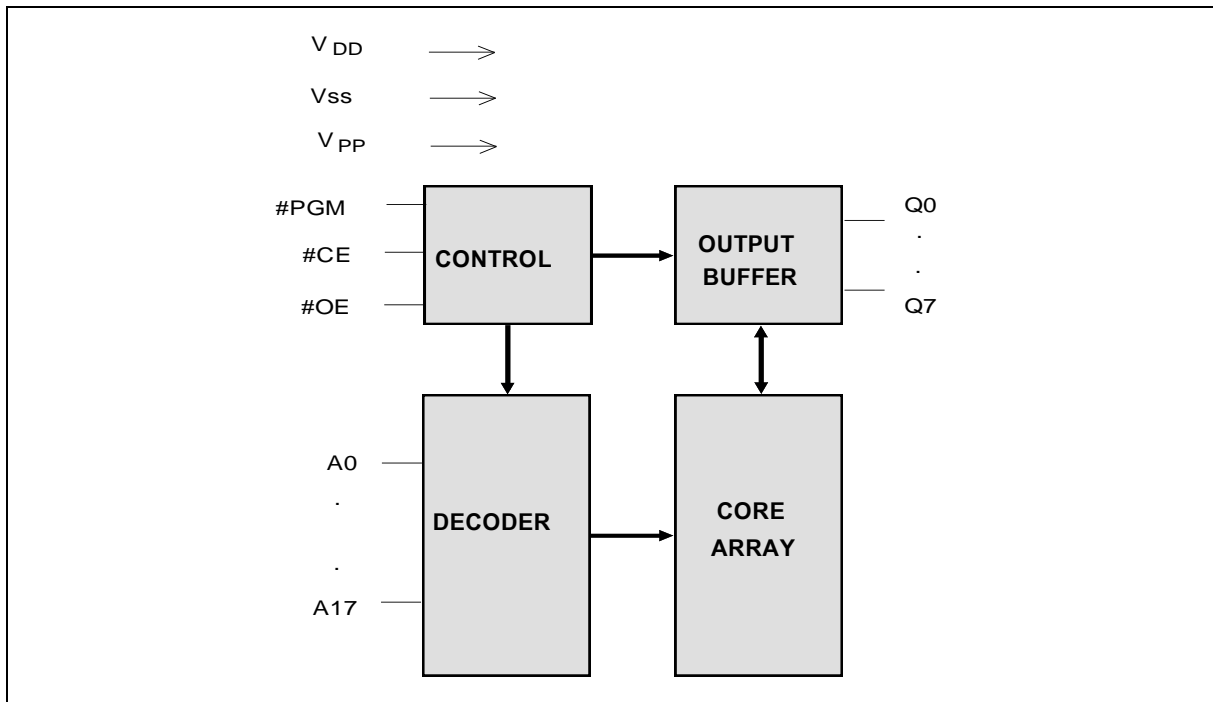 V DD
Vss
V PP
#PGM
#CE
#OE
CONTROL
OUTPUT
BUFFER
Q0
.
.
Q7
A0
.
.
A17
DECODER
CORE
ARRAY